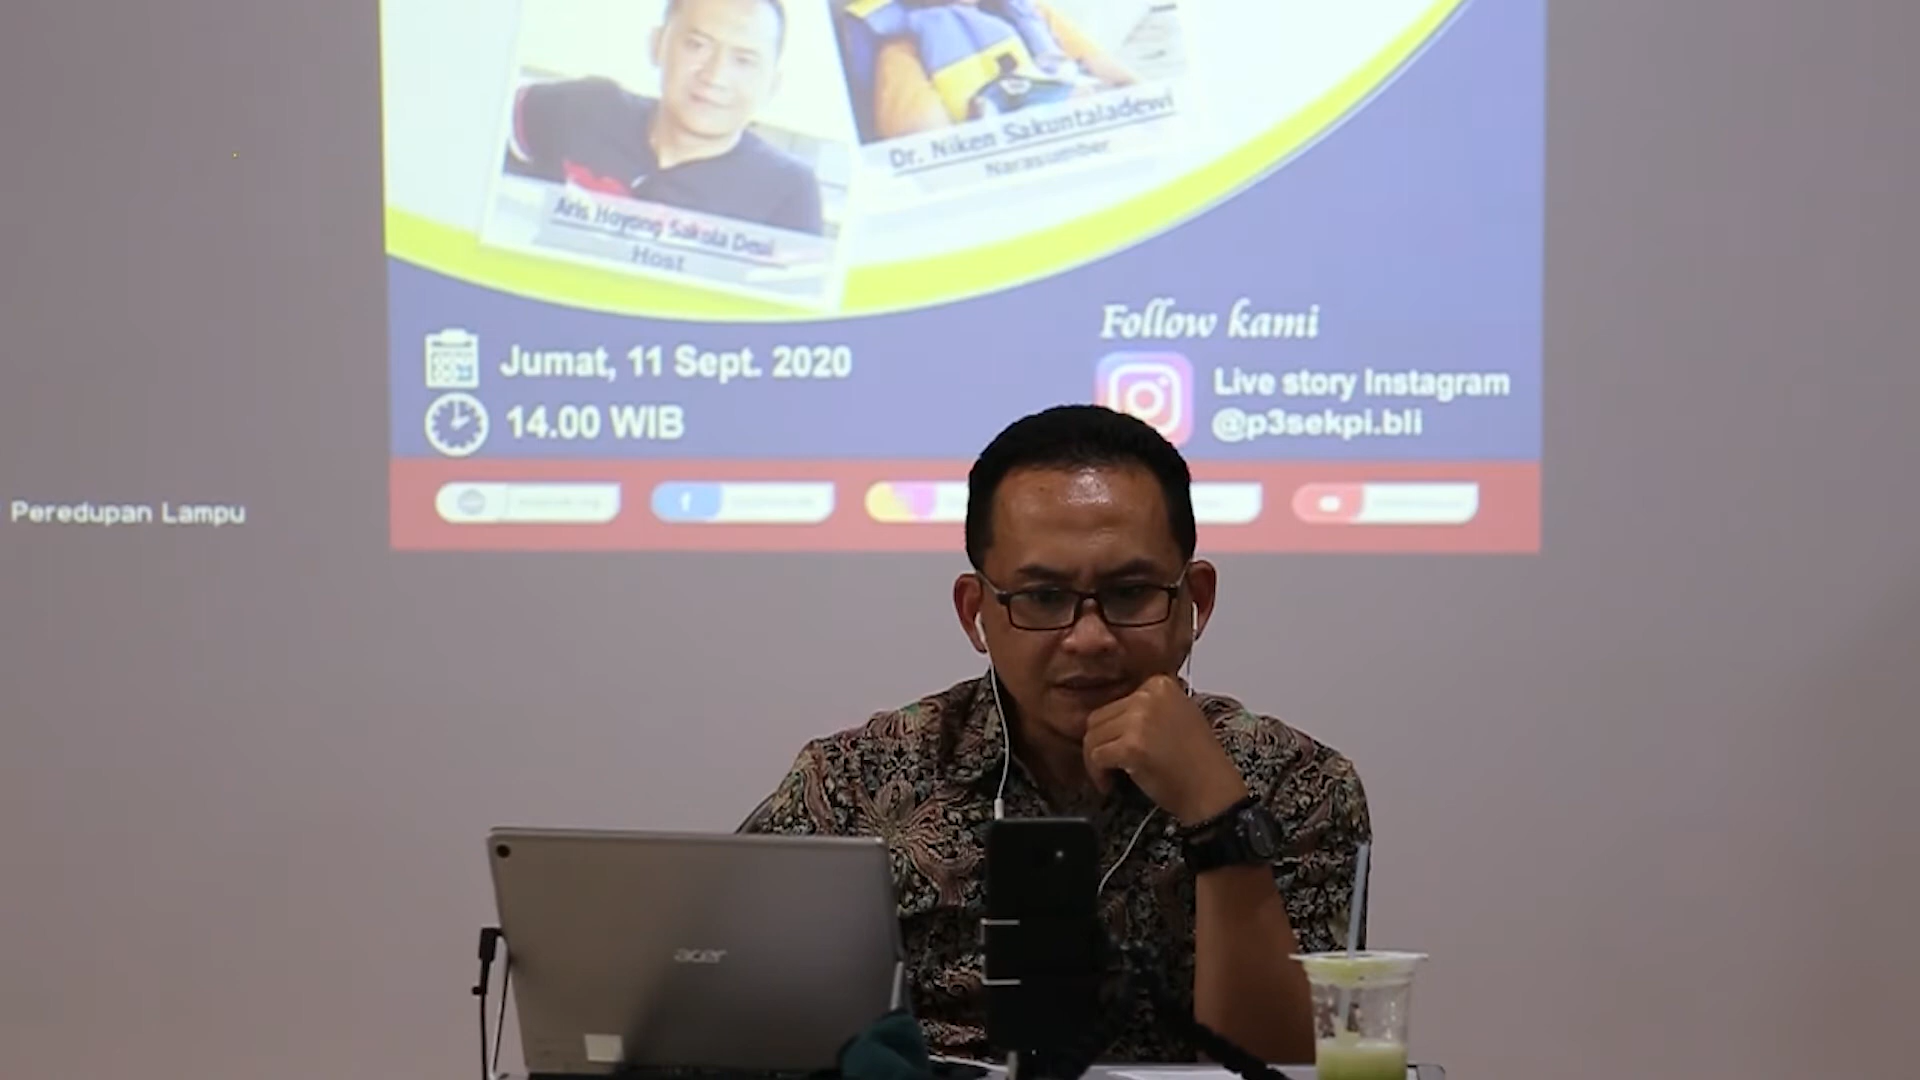 Dr. Niken Sakuntaladewi
Narasumber
Host
Follow kami
Jumat, 11 Sept. 2020
Live story Instagram
14.00 WIB
@p3sekpi.bli
Peredupan Lampu
f
acer